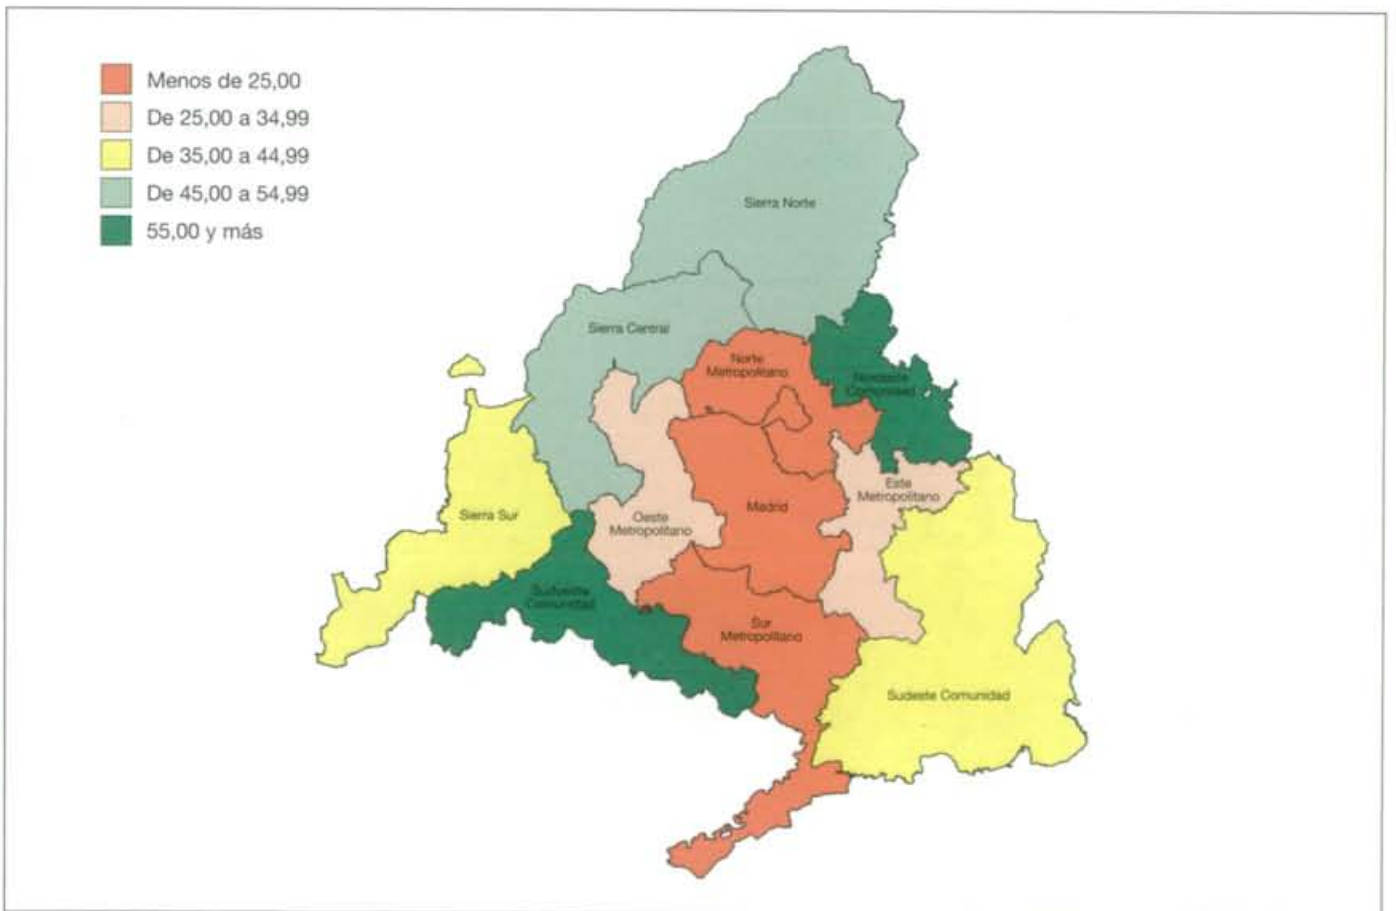 Menos de 25,00
De 25,00 a 34,99
De 35,00 a 44,99
De 45,00 a 54,99
55,00 y más
Sierra Norte
Sierra Central
Norte
Metropolitano
Nordeste
Comunidad
Este
Metropolitano
Madrid
Sierra Sur
Oeste
Metropolitano
Sudoeste
Comunidad
Sur
Metropolitano
Sudeste Comunidad